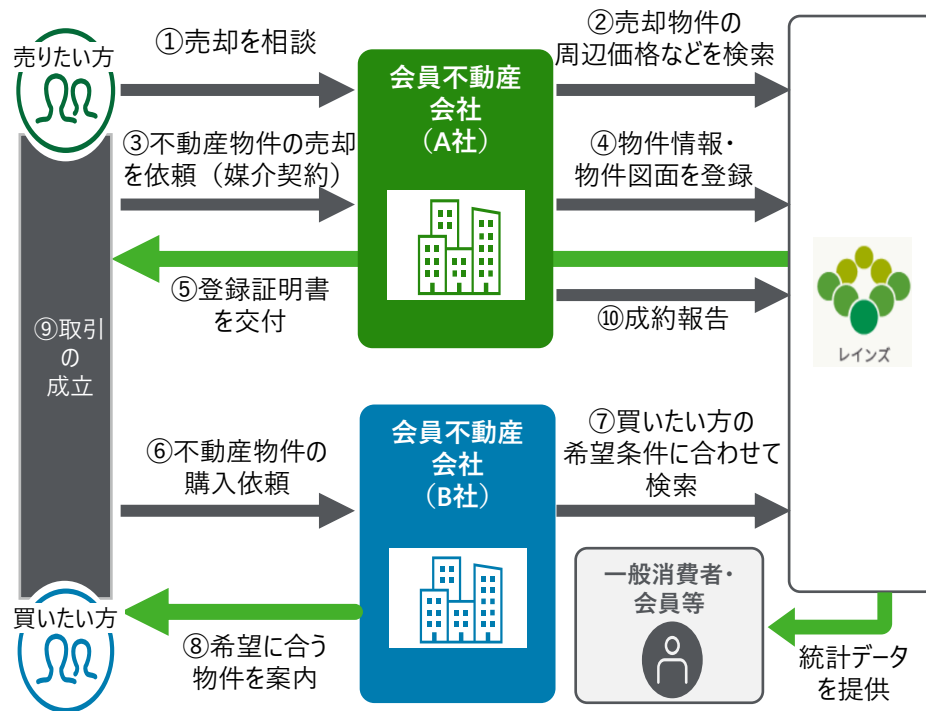 売りたい方
①売却を相談
会員不動産
会社
（A社）
②売却物件の
周辺価格などを検索
③不動産物件の売却
を依頼（媒介契約）
④物件情報・
物件図面を登録
⑤登録証明書
を交付
⑩成約報告
レインズ
⑨取引
の
成立
⑥不動産物件の
購入依頼
会員不動産
会社
（B社）
⑦買いたい方の
希望条件に合わせて
検索
買いたい方
⑧希望に合う
物件を案内
一般消費者・
会員等
統計データ
を提供